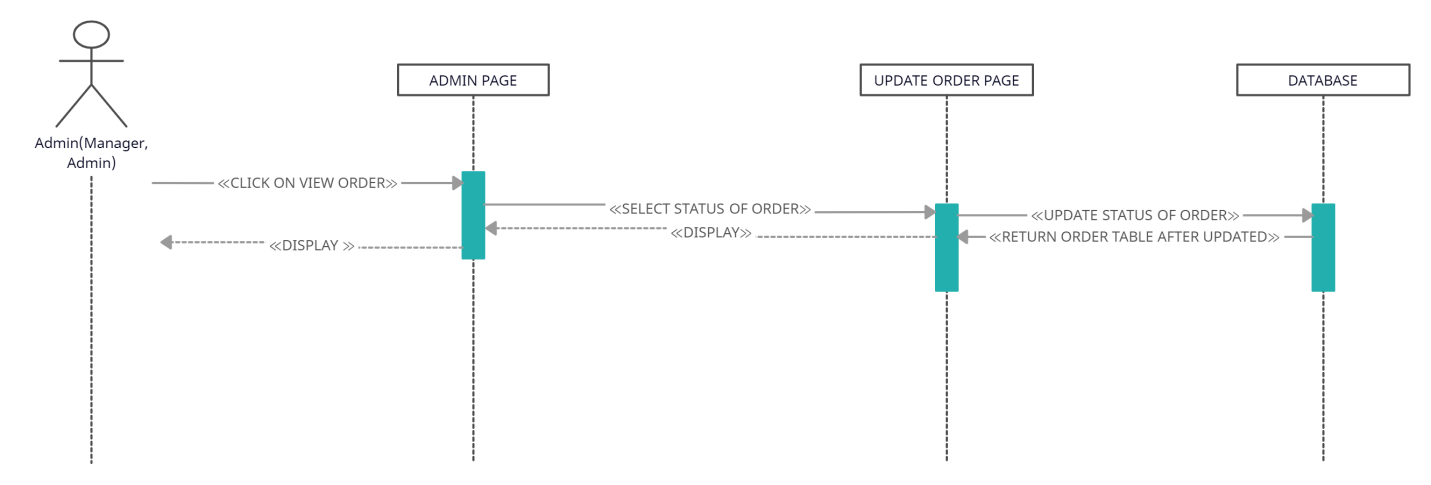 ADMIN PAGE
UPDATE ORDER PAGE
DATABASE
Admin(Manager,
Admin)
≪CLICK ON VIEW ORDER≫
≪SELECT STATUS OF ORDER≫
≪UPDATE STATUS OF ORDER≫
≪DISPLAY≫
≪RETURN ORDER TABLE AFTER UPDATED≫
≪DISPLAY ≫